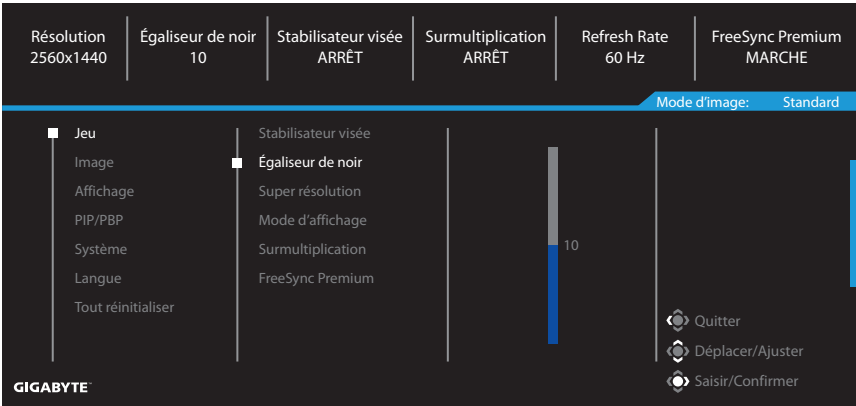 Résolution
2560x1440
Égaliseur de noir
10
Stabilisateur visée
ARRÊT
Surmultiplication
ARRÊT
Refresh Rate
60 Hz
FreeSync Premium
MARCHE
Mode d’image: Standard
Jeu
Image
Affichage
PIP/PBP
Système
Langue
Tout réinitialiser
Stabilisateur visée
Égaliseur de noir
Super résolution
Mode d’affichage
Surmultiplication
FreeSync Premium
10
Quitter
Déplacer/Ajuster
Saisir/Confirmer
GIGABYTE™